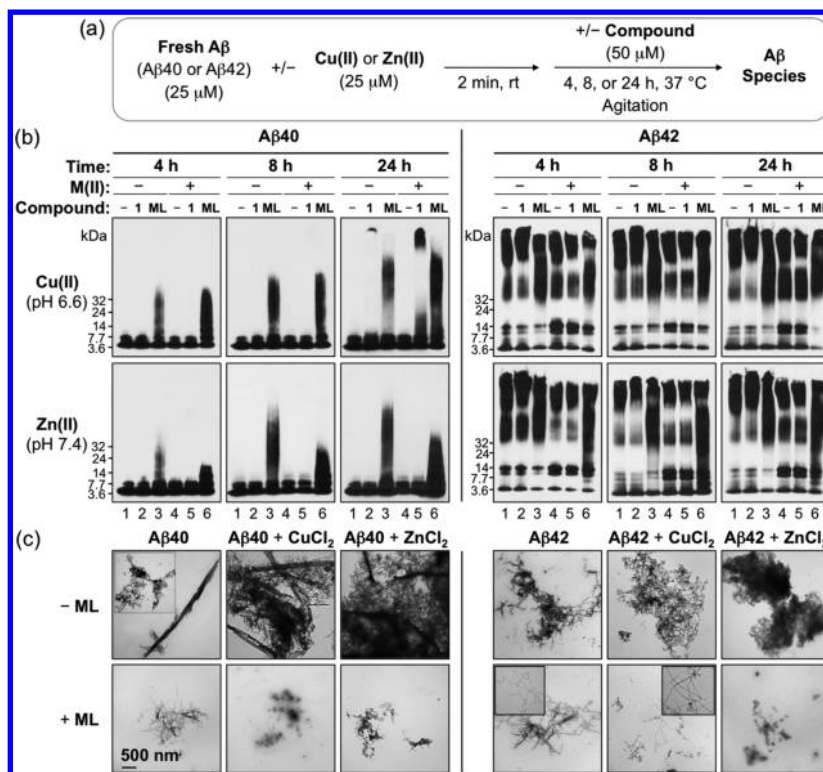 (a)
Fresh Aβ
(Aβ40 or Aβ42)
(25 μM)
+/−
Cu(II) or Zn(II)
(25 μM)
2 min, rt
+/− Compound
(50 μM)
4, 8, or 24 h, 37 °C
Agitation
Aβ
Species
(b) Aβ40 Aβ42
Time: 4 h 8 h 24 h 4 h 8 h 24 h
M(II): − + − + − + − + − + − +
Compound: − 1 ML − 1 ML − 1 ML − 1 ML − 1 ML − 1 ML − 1 ML − 1 ML − 1 ML − 1 ML − 1 ML − 1 ML
kDa kDa
Cu(II)
(pH 6.6)
32 32
24 24
14 14
7.7 7.7
3.6 3.6
Zn(II)
(pH 7.4)
32 32
24 24
14 14
7.7 7.7
3.6 3.6
1 2 3 4 5 6 1 2 3 4 5 6 1 2 3 4 5 6 1 2 3 4 5 6 1 2 3 4 5 6 1 2 3 4 5 6
(c) Aβ40 Aβ40 + CuCl₂ Aβ40 + ZnCl₂ Aβ42 Aβ42 + CuCl₂ Aβ42 + ZnCl₂
− ML
+ ML
500 nm